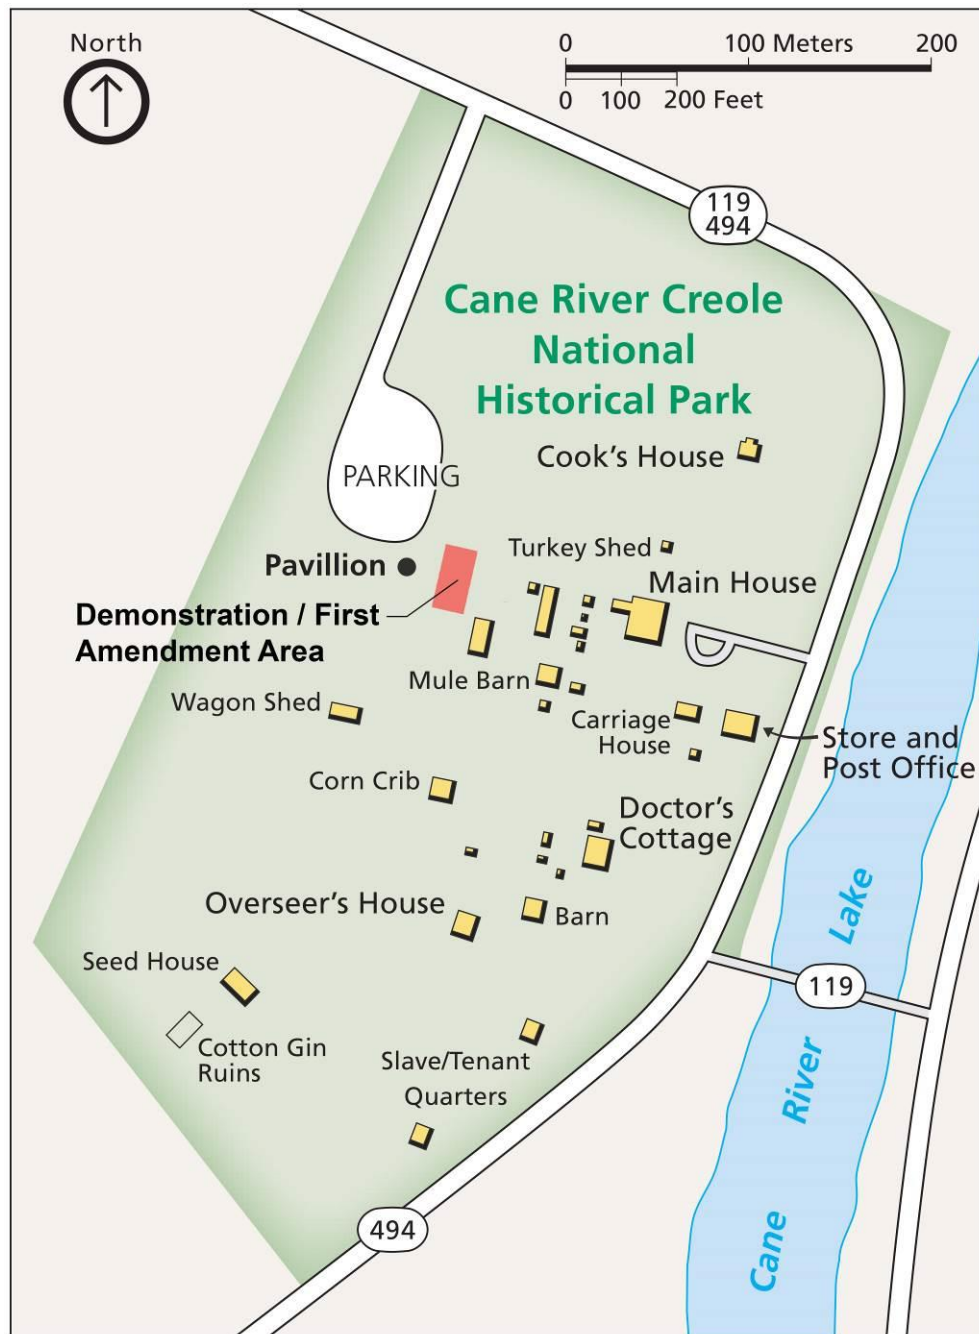 North
0 100 Meters 200
0 100 200 Feet
119
494
Cane River Creole
National
Historical Park
Cook's House
PARKING
Turkey Shed
Pavillion
Main House
Demonstration / First
Amendment Area
Mule Barn
Wagon Shed
Carriage
House
Store and
Post Office
Corn Crib
Doctor's
Cottage
Overseer's House
Barn
Seed House
119
Cotton Gin
Ruins
Slave/Tenant
Quarters
494
Cane River Lake